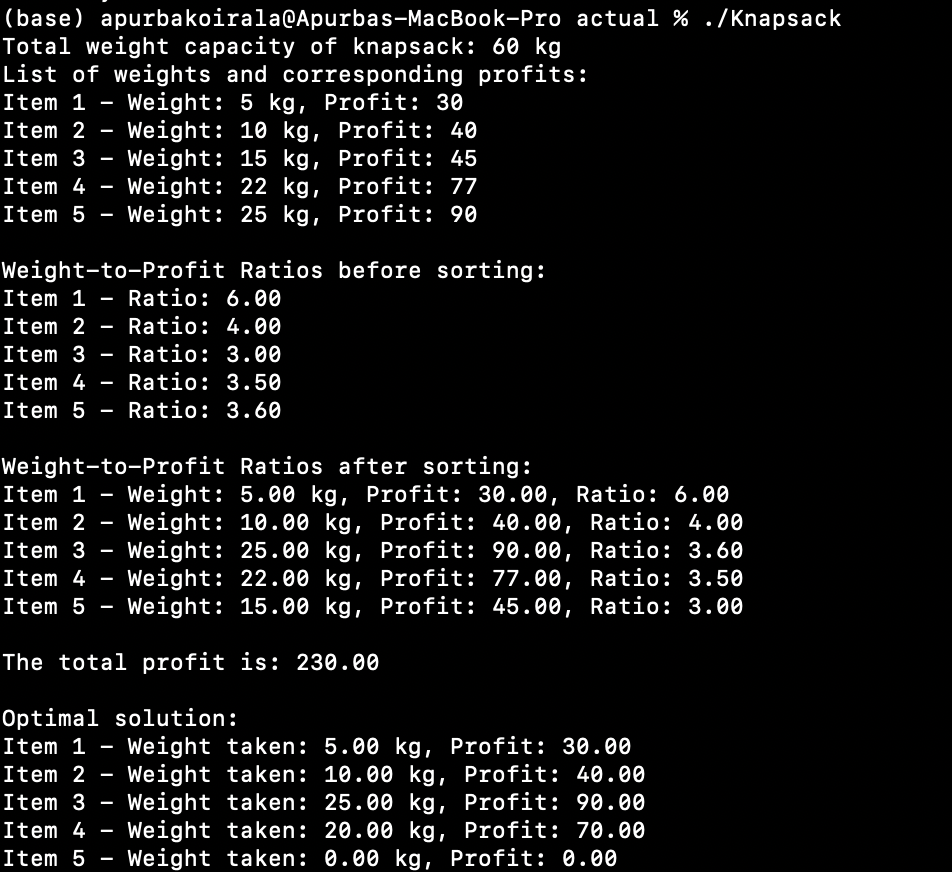 (base) apurbakoirala@Apurbas-MacBook-Pro actual % ./Knapsack
Total weight capacity of knapsack: 60 kg
List of weights and corresponding profits:
Item 1 - Weight: 5 kg, Profit: 30
Item 2 - Weight: 10 kg, Profit: 40
Item 3 - Weight: 15 kg, Profit: 45
Item 4 - Weight: 22 kg, Profit: 77
Item 5 - Weight: 25 kg, Profit: 90

Weight-to-Profit Ratios before sorting:
Item 1 - Ratio: 6.00
Item 2 - Ratio: 4.00
Item 3 - Ratio: 3.00
Item 4 - Ratio: 3.50
Item 5 - Ratio: 3.60

Weight-to-Profit Ratios after sorting:
Item 1 - Weight: 5.00 kg, Profit: 30.00, Ratio: 6.00
Item 2 - Weight: 10.00 kg, Profit: 40.00, Ratio: 4.00
Item 3 - Weight: 25.00 kg, Profit: 90.00, Ratio: 3.60
Item 4 - Weight: 22.00 kg, Profit: 77.00, Ratio: 3.50
Item 5 - Weight: 15.00 kg, Profit: 45.00, Ratio: 3.00

The total profit is: 230.00

Optimal solution:
Item 1 - Weight taken: 5.00 kg, Profit: 30.00
Item 2 - Weight taken: 10.00 kg, Profit: 40.00
Item 3 - Weight taken: 25.00 kg, Profit: 90.00
Item 4 - Weight taken: 20.00 kg, Profit: 70.00
Item 5 - Weight taken: 0.00 kg, Profit: 0.00